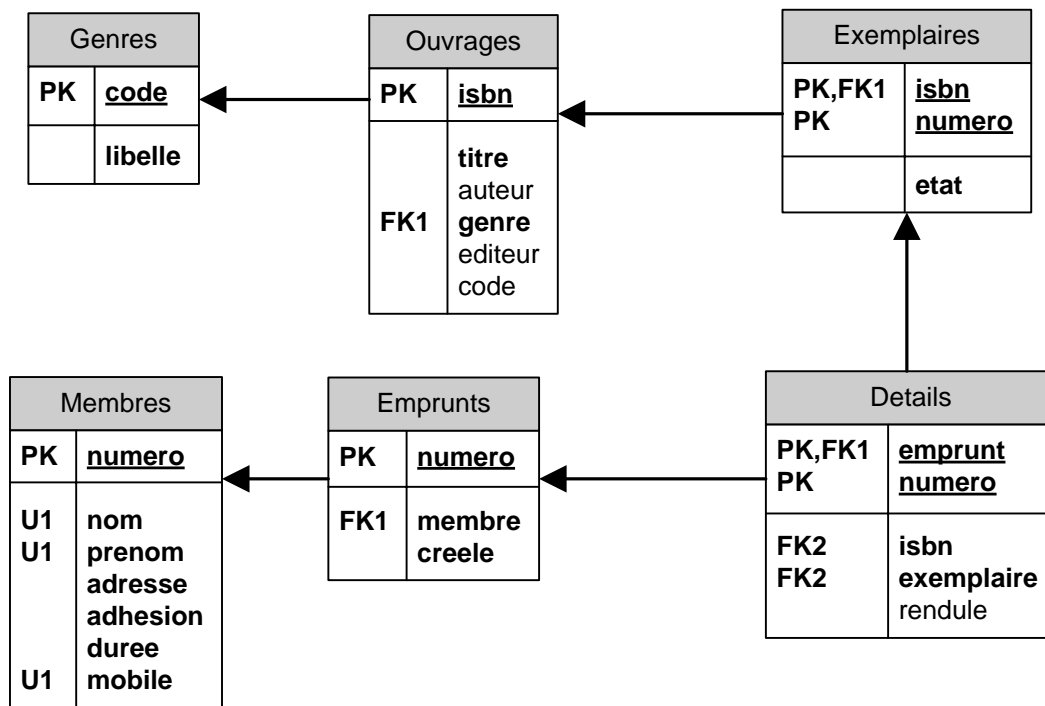 Genres
PK code
libelle
Ouvrages
PK isbn
titre
auteur
FK1 genre
editeur
code
Exemplaires
PK,FK1 isbn
PK numero
etat
Membres
PK numero
U1 nom
U1 prenom
adresse
adhesion
duree
U1 mobile
Emprunts
PK numero
FK1 membre
creele
Details
PK,FK1 emprunt
PK numero
FK2 isbn
FK2 exemplaire
rendule